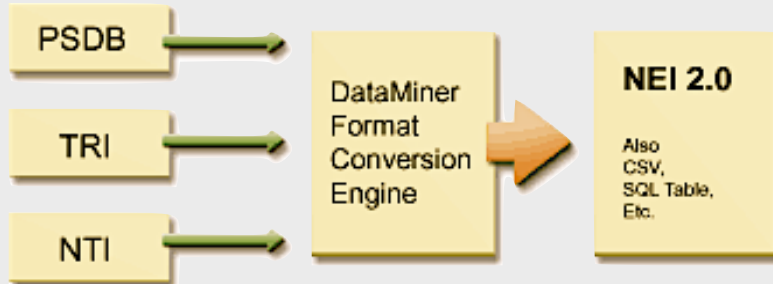 PSDB
TRI
NTI
DataMiner
Format
Conversion
Engine
NEI 2.0
Also
CSV,
SQL Table,
Etc.